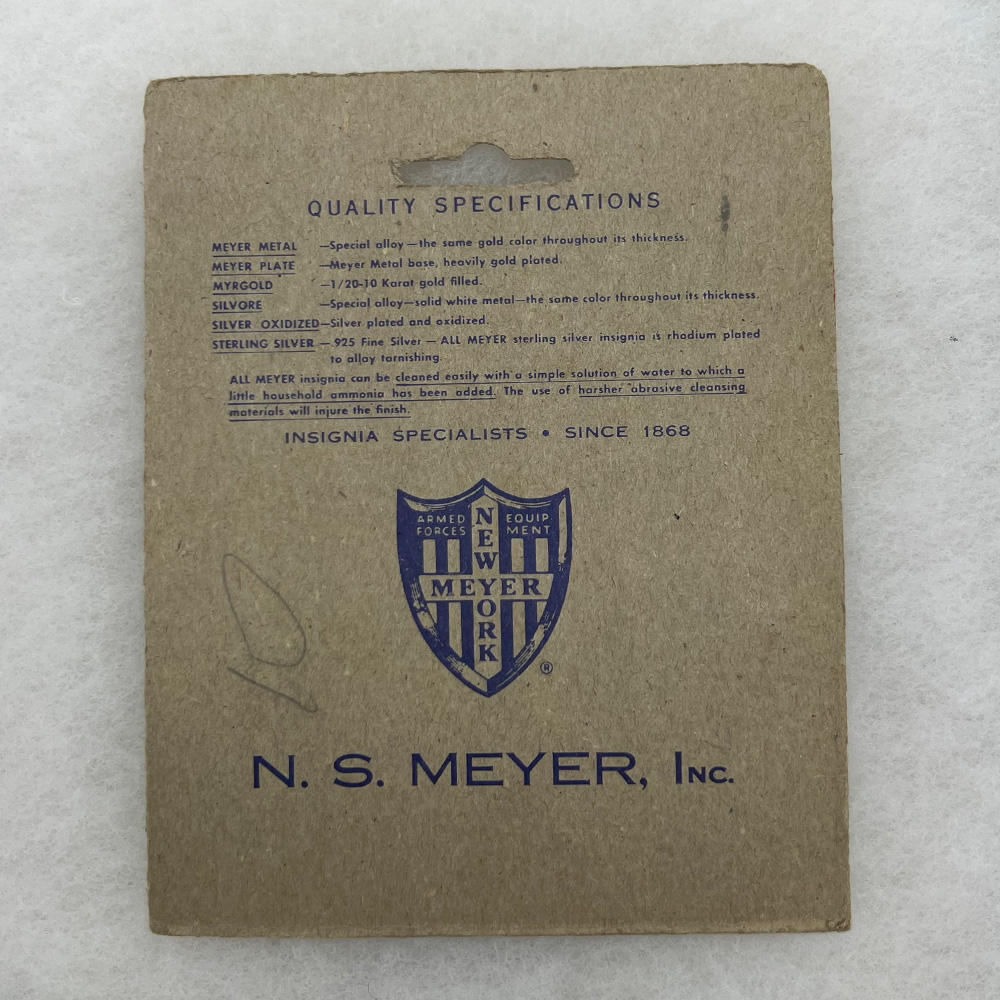 QUALITY SPECIFICATIONS
MEYER METAL —Special alloy—the same gold color throughout its thickness.
MEYER PLATE —Meyer Metal base, heavily gold plated.
MYRGOLD —1/20-10 Karat gold filled.
SILVORE —Special alloy—solid white metal—the same color throughout its thickness.
SILVER OXIDIZED—Silver plated and oxidized.
STERLING SILVER —.925 Fine Silver — ALL MEYER sterling silver insignia is rhodium plated
to allay tarnishing.
ALL MEYER insignia can be cleaned easily with a simple solution of water to which a
little household ammonia has been added. The use of harsher abrasive cleansing
materials will injure the finish.
INSIGNIA SPECIALISTS • SINCE 1868
ARMED FORCES
EQUIP MENT
NEW YORK
MEYER
®
N. S. MEYER, INC.